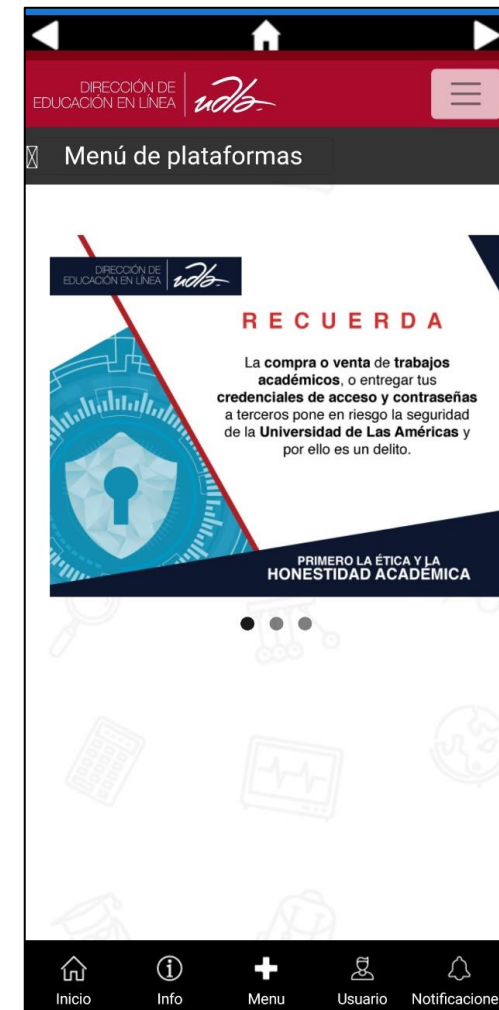 DIRECCIÓN DE
EDUCACIÓN EN LÍNEA
udla-
Menú de plataformas
DIRECCIÓN DE
EDUCACIÓN EN LÍNEA
udla-
RECUERDA
La compra o venta de trabajos
académicos, o entregar tus
credenciales de acceso y contraseñas
a terceros pone en riesgo la seguridad
de la Universidad de Las Américas y
por ello es un delito.
PRIMERO LA ÉTICA Y LA
HONESTIDAD ACADÉMICA
Inicio
Info
Menu
Usuario
Notificacione